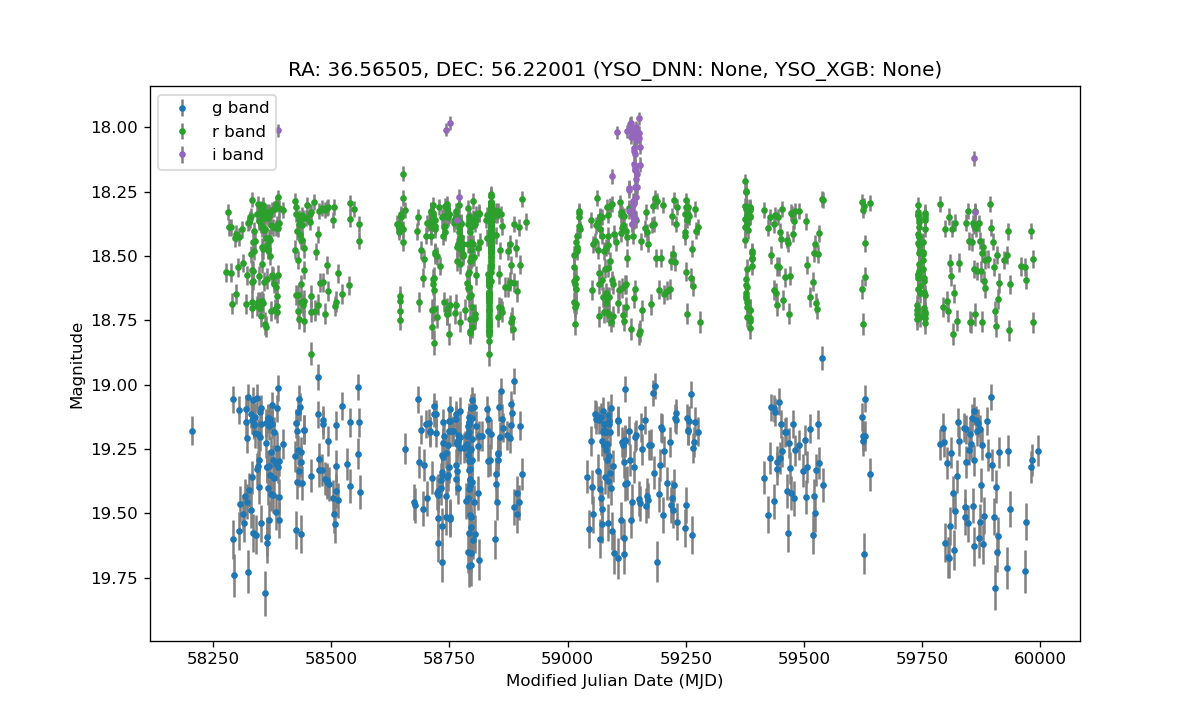 RA: 36.56505, DEC: 56.22001 (YSO_DNN: None, YSO_XGB: None)
g band
r band
i band
18.00
18.25
18.50
18.75
19.00
19.25
19.50
19.75
Magnitude
58250 58500 58750 59000 59250 59500 59750 60000
Modified Julian Date (MJD)